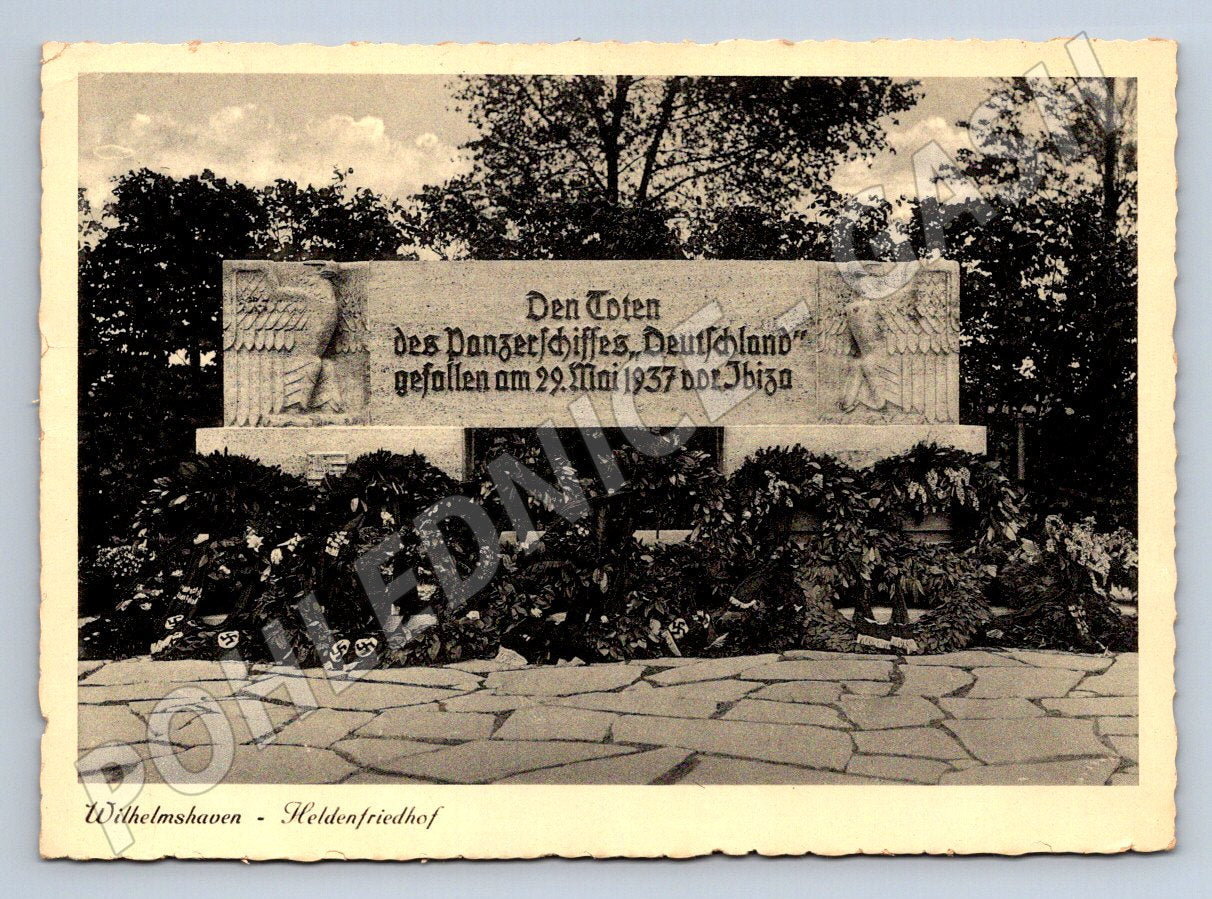 Den Toten
des Panzerschiffes „Deutschland”
gefallen am 29. Mai 1937 vor Ibiza
Wilhelmshaven - Heldenfriedhof
POHLEDNICE - CASH